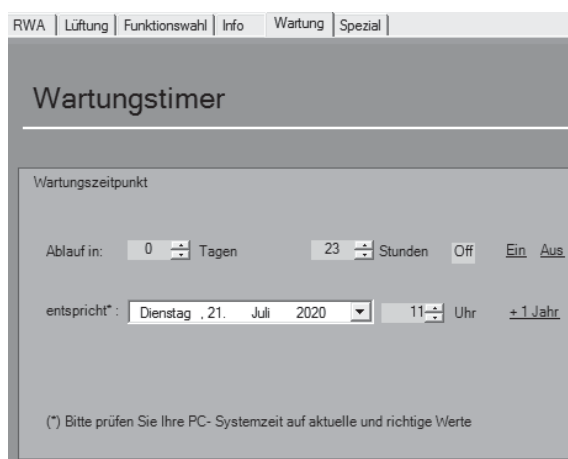 RWA Lüftung Funktionswahl Info Wartung Spezial
Wartungstimer
Wartungszeitpunkt
Ablauf in: 0 Tagen 23 Stunden Off Ein Aus
entspricht* : Dienstag , 21. Juli 2020 11 Uhr + 1 Jahr
(*) Bitte prüfen Sie Ihre PC- Systemzeit auf aktuelle und richtige Werte